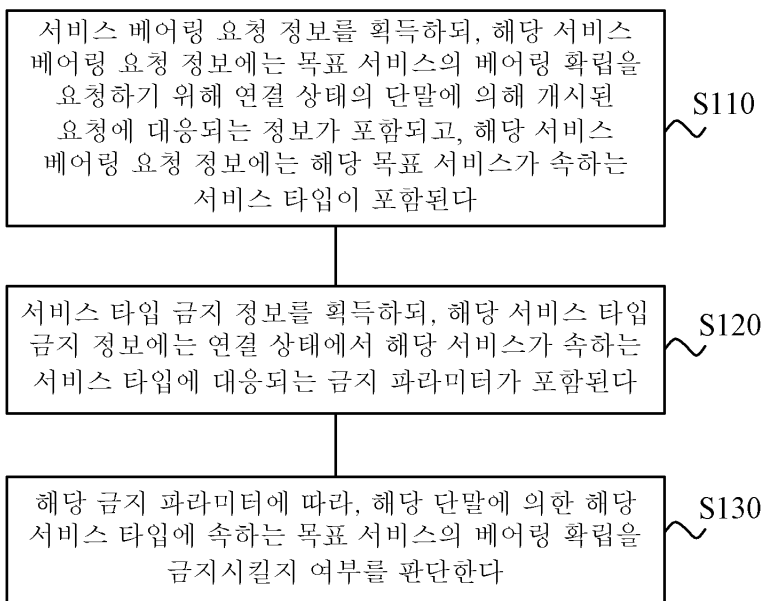 서비스 베어링 요청 정보를 획득하되, 해당 서비스
베어링 요청 정보에는 목표 서비스의 베어링 확립을
요청하기 위해 연결 상태의 단말에 의해 개시된
요청에 대응되는 정보가 포함되고, 해당 서비스
베어링 요청 정보에는 해당 목표 서비스가 속하는
서비스 타입이 포함된다
S110
서비스 타입 금지 정보를 획득하되, 해당 서비스 타입
금지 정보에는 연결 상태에서 해당 서비스가 속하는
서비스 타입에 대응되는 금지 파라미터가 포함된다
S120
해당 금지 파라미터에 따라, 해당 단말에 의한 해당
서비스 타입에 속하는 목표 서비스의 베어링 확립을
금지시킬지 여부를 판단한다
S130